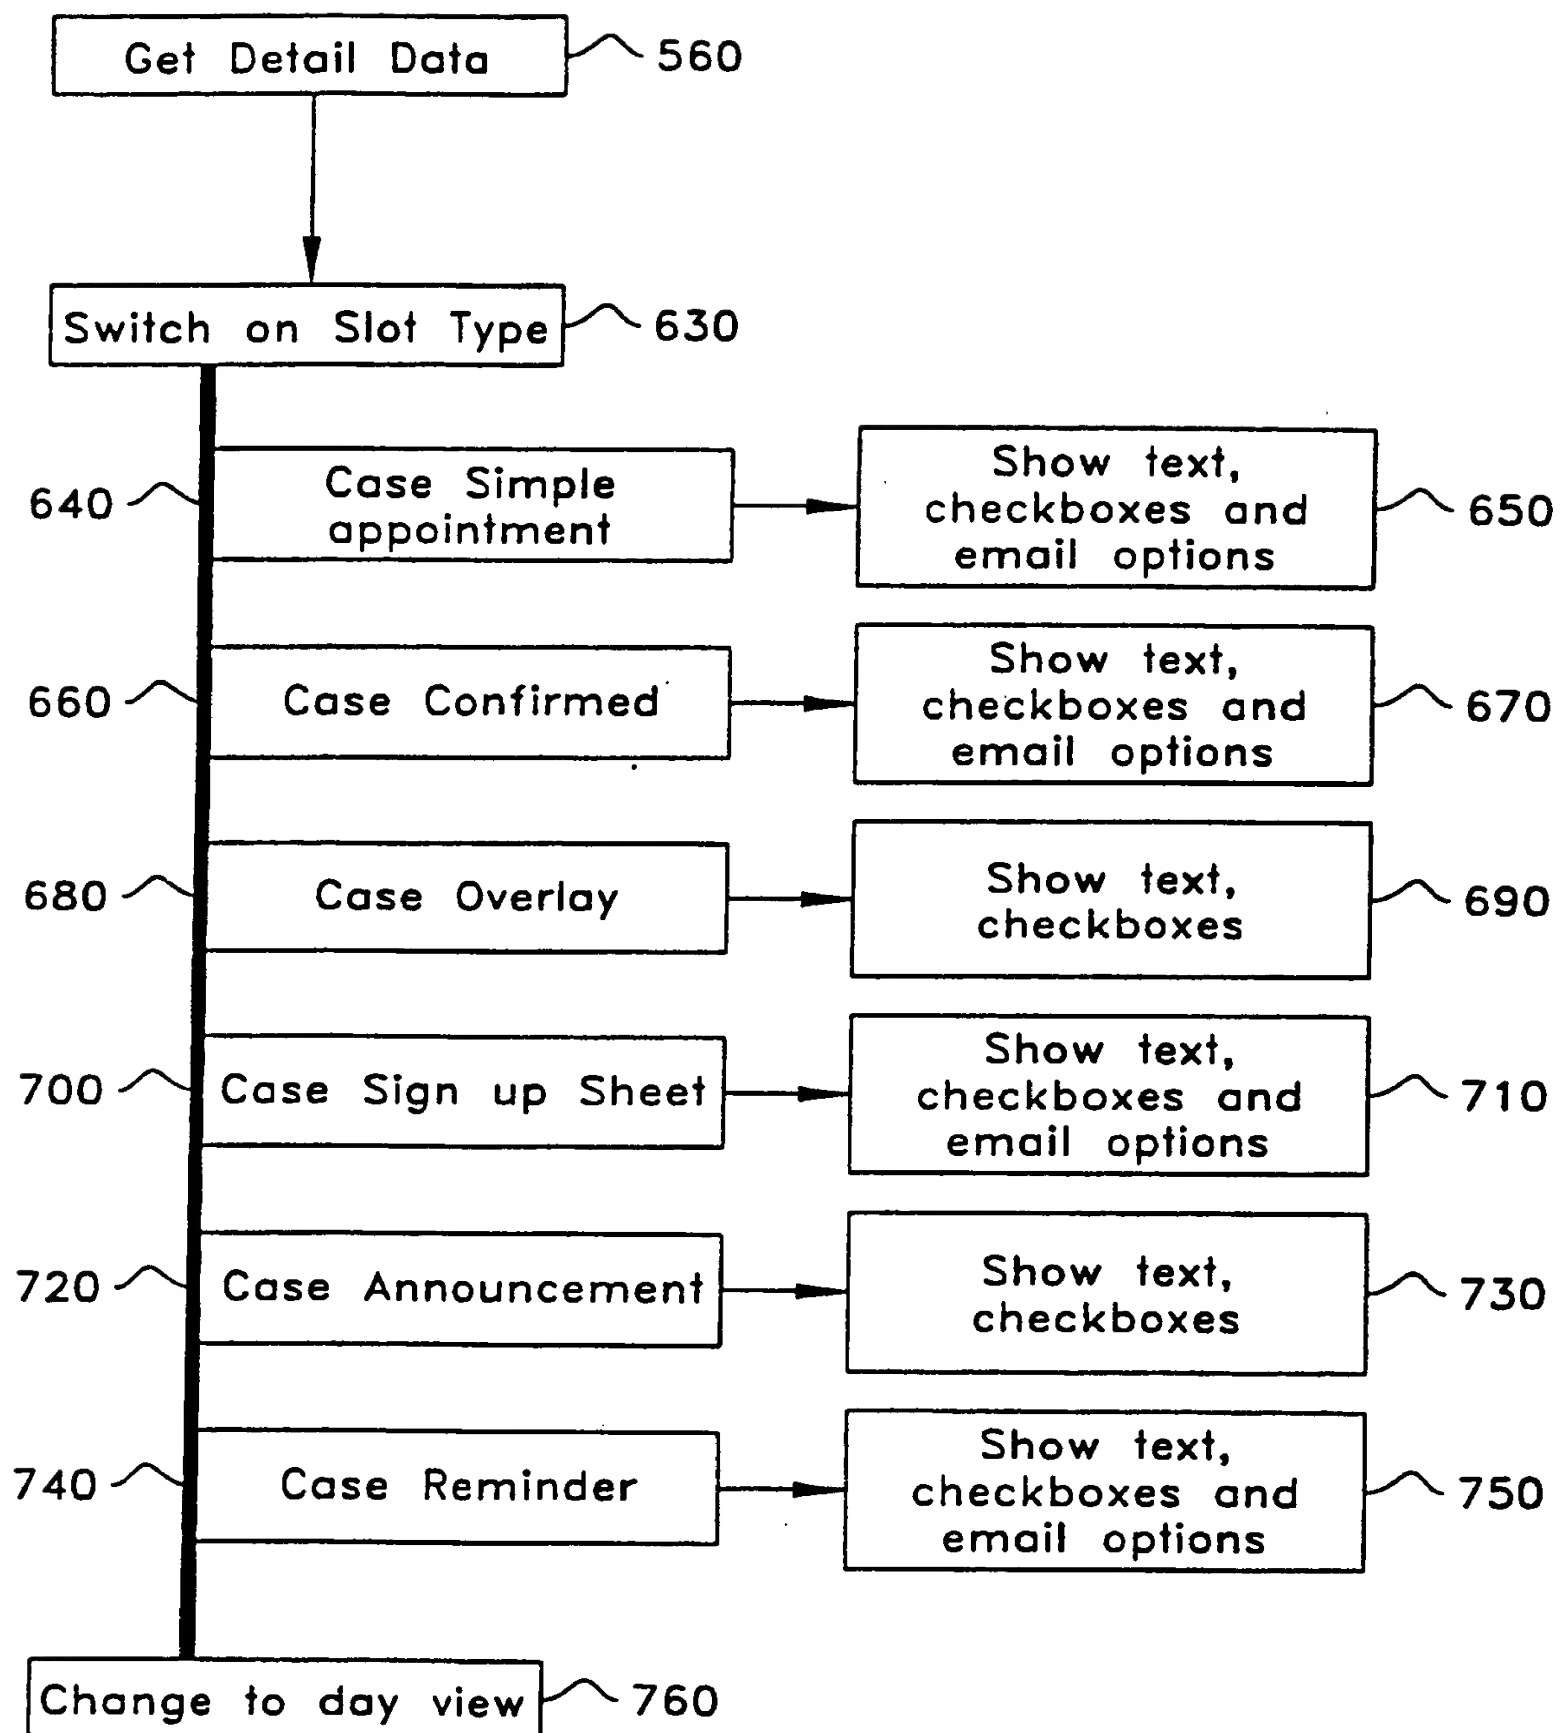 Get Detail Data
560
Switch on Slot Type
630
640
Case Simple
appointment
Show text,
checkboxes and
email options
650
660
Case Confirmed
Show text,
checkboxes and
email options
670
680
Case Overlay
Show text,
checkboxes
690
700
Case Sign up Sheet
Show text,
checkboxes and
email options
710
720
Case Announcement
Show text,
checkboxes
730
740
Case Reminder
Show text,
checkboxes and
email options
750
Change to day view
760